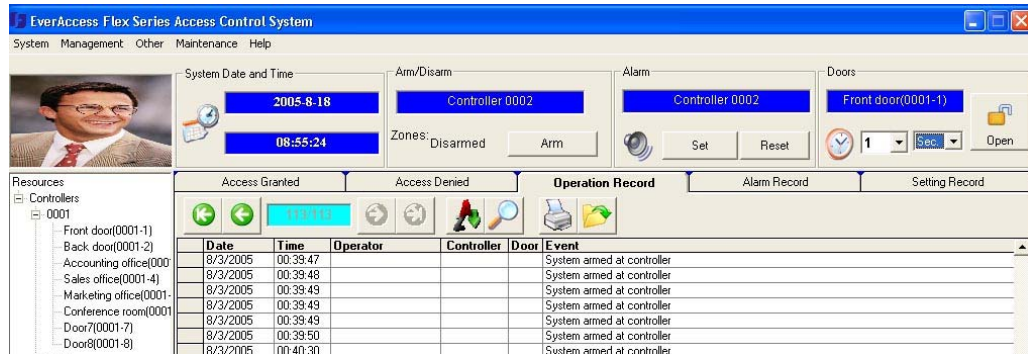 EverAccess Flex Series Access Control System
System Management Other Maintenance Help
System Date and Time
2005-8-18
08:55:24
Arm/Disarm
Controller 0002
Zones: Disarmed
Arm
Alarm
Controller 0002
Set
Reset
Doors
Front door(0001-1)
1
Sec.
Open
Resources
Controllers
0001
Front door(0001-1)
Back door(0001-2)
Accounting office(000
Sales office(0001-4)
Marketing office(0001-
Conference room(0001
Door7(0001-7)
Door8(0001-8)
Access Granted
Access Denied
Operation Record
Alarm Record
Setting Record
113/113
Date Time Operator Controller Door Event
8/3/2005 00:39:47 System armed at controller
8/3/2005 00:39:48 System armed at controller
8/3/2005 00:39:49 System armed at controller
8/3/2005 00:39:49 System armed at controller
8/3/2005 00:39:49 System armed at controller
8/3/2005 00:39:50 System armed at controller
8/3/2005 00:40:30 System armed at controller